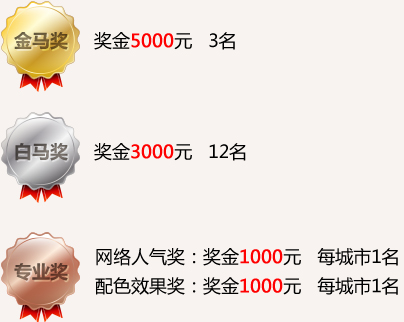 金马奖 奖金5000元 3名
白马奖 奖金3000元 12名
专业奖
网络人气奖：奖金1000元 每城市1名
配色效果奖：奖金1000元 每城市1名